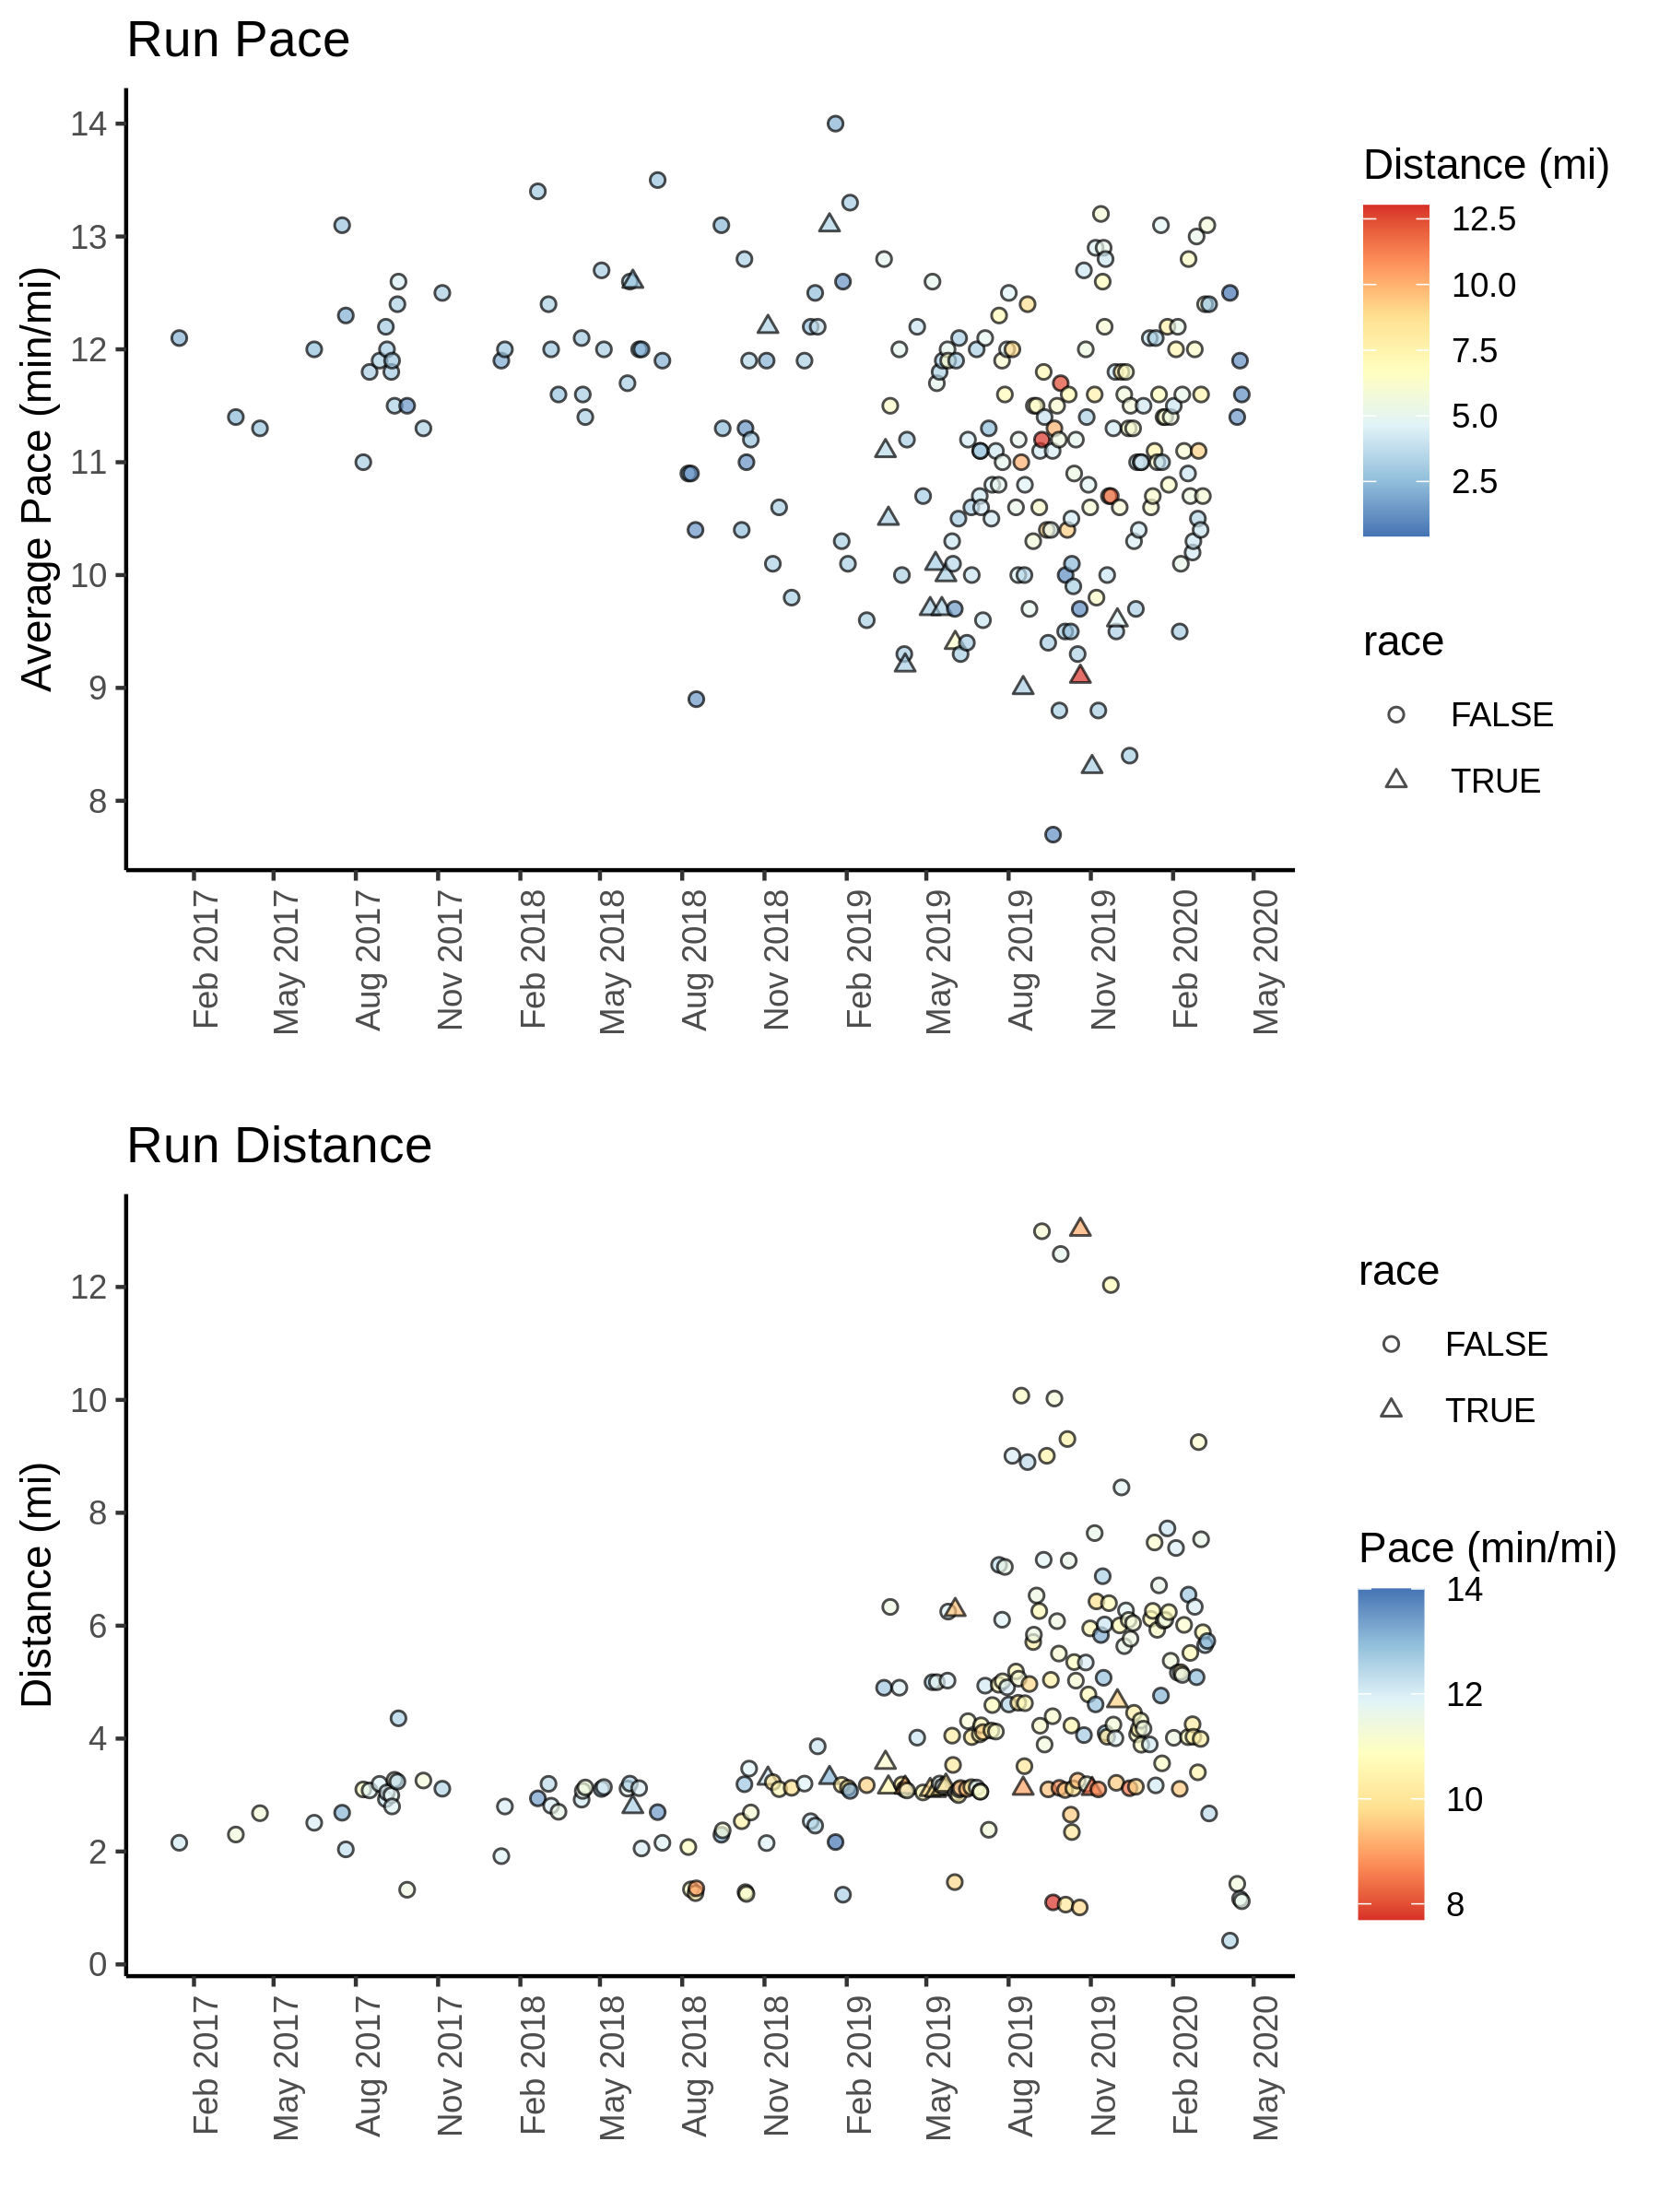 Run Pace
Average Pace (min/mi)
14
13
12
11
10
9
8
Feb 2017
May 2017
Aug 2017
Nov 2017
Feb 2018
May 2018
Aug 2018
Nov 2018
Feb 2019
May 2019
Aug 2019
Nov 2019
Feb 2020
May 2020
Distance (mi)
12.5
10.0
7.5
5.0
2.5
race
FALSE
TRUE
Run Distance
Distance (mi)
12
10
8
6
4
2
0
Feb 2017
May 2017
Aug 2017
Nov 2017
Feb 2018
May 2018
Aug 2018
Nov 2018
Feb 2019
May 2019
Aug 2019
Nov 2019
Feb 2020
May 2020
race
FALSE
TRUE
Pace (min/mi)
14
12
10
8